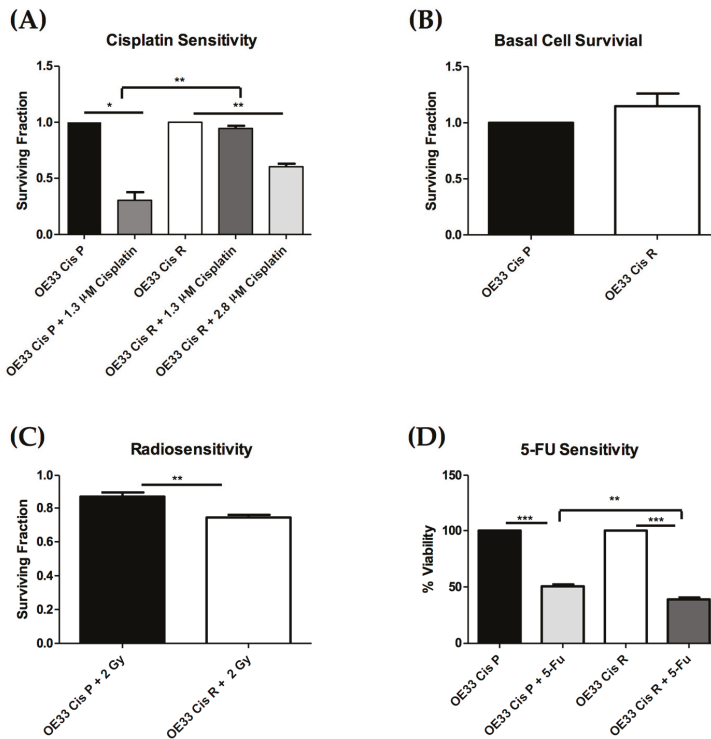 (A)
Cisplatin Sensitivity
Surviving Fraction
1.5
1.0
0.5
0.0
*
**
**
OE33 Cis P
OE33 Cis P + 1.3 µM Cisplatin
OE33 Cis R
OE33 Cis R + 1.3 µM Cisplatin
OE33 Cis R + 2.8 µM Cisplatin
(B)
Basal Cell Survivial
Surviving Fraction
1.5
1.0
0.5
0.0
OE33 Cis P
OE33 Cis R
(C)
Radiosensitivity
Surviving Fraction
1.0
0.8
0.6
0.4
0.2
0.0
**
OE33 Cis P + 2 Gy
OE33 Cis R + 2 Gy
(D)
5-FU Sensitivity
% Viability
150
100
50
0
***
**
***
OE33 Cis P
OE33 Cis P + 5-Fu
OE33 Cis R
OE33 Cis R + 5-Fu